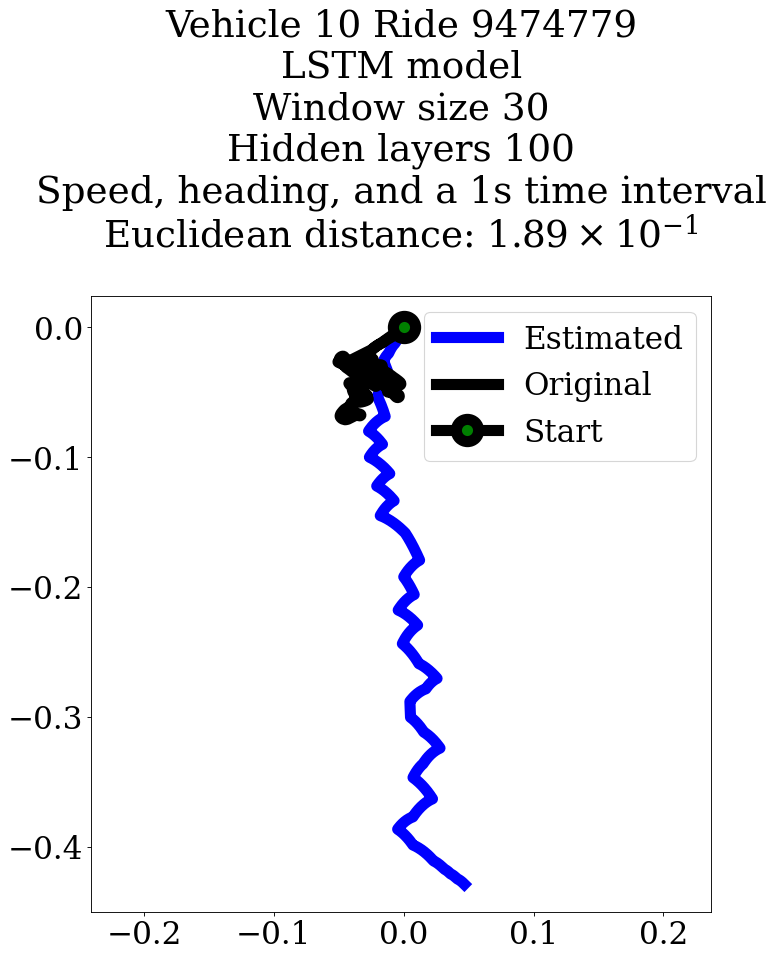 Vehicle 10 Ride 9474779
LSTM model
Window size 30
Hidden layers 100
Speed, heading, and a 1s time interval
Euclidean distance: 1.89 × 10⁻¹
Estimated
Original
Start
0.0
−0.1
−0.2
−0.3
−0.4
−0.2 −0.1 0.0 0.1 0.2